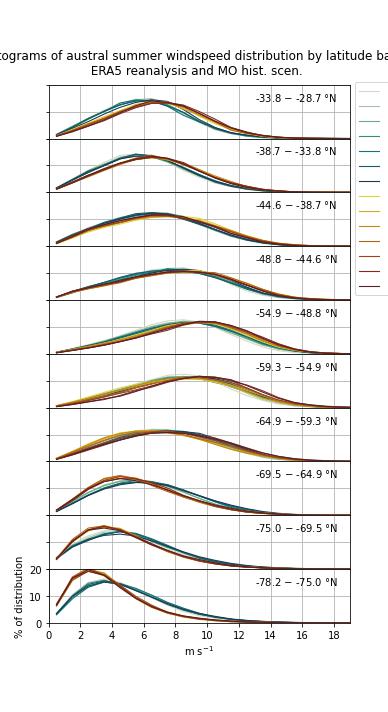 of austral summer windspeed distribution by latitude
ERA5 reanalysis and MO hist. scen.
-33.8 − -28.7 °N
-38.7 − -33.8 °N
-44.6 − -38.7 °N
-48.8 − -44.6 °N
-54.9 − -48.8 °N
-59.3 − -54.9 °N
-64.9 − -59.3 °N
-69.5 − -64.9 °N
-75.0 − -69.5 °N
-78.2 − -75.0 °N
% of distribution
20
10
0
0 2 4 6 8 10 12 14 16 18
m s⁻¹